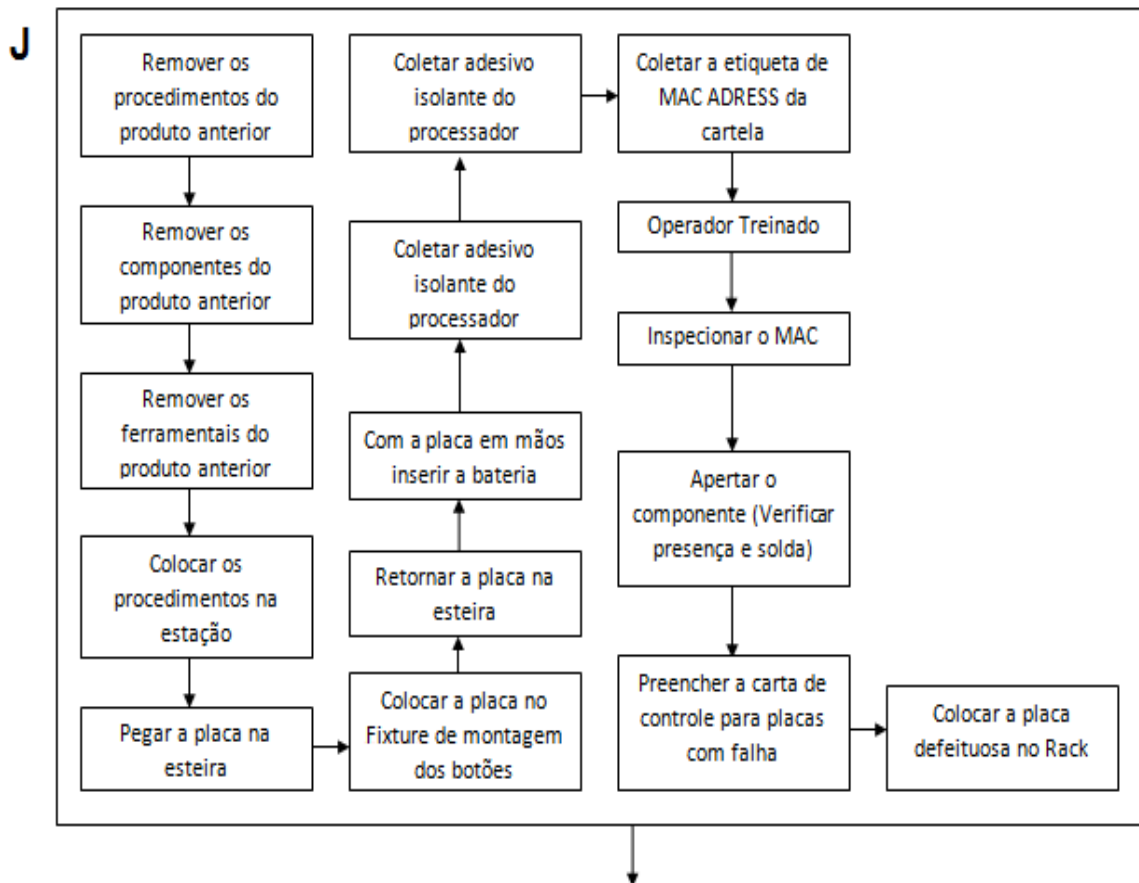 J
Remover os
procedimentos do
produto anterior
Remover os
componentes do
produto anterior
Remover os
ferramentais do
produto anterior
Colocar os
procedimentos na
estação
Pegar a placa na
esteira
Colocar a placa no
Fixture de montagem
dos botões
Retornar a placa na
esteira
Com a placa em mãos
inserir a bateria
Coletar adesivo
isolante do
processador
Coletar adesivo
isolante do
processador
Coletar a etiqueta de
MAC ADRESS da
cartela
Operador Treinado
Inspecionar o MAC
Apertar o
componente (Verificar
presença e solda)
Preencher a carta de
controle para placas
com falha
Colocar a placa
defeituosa no Rack